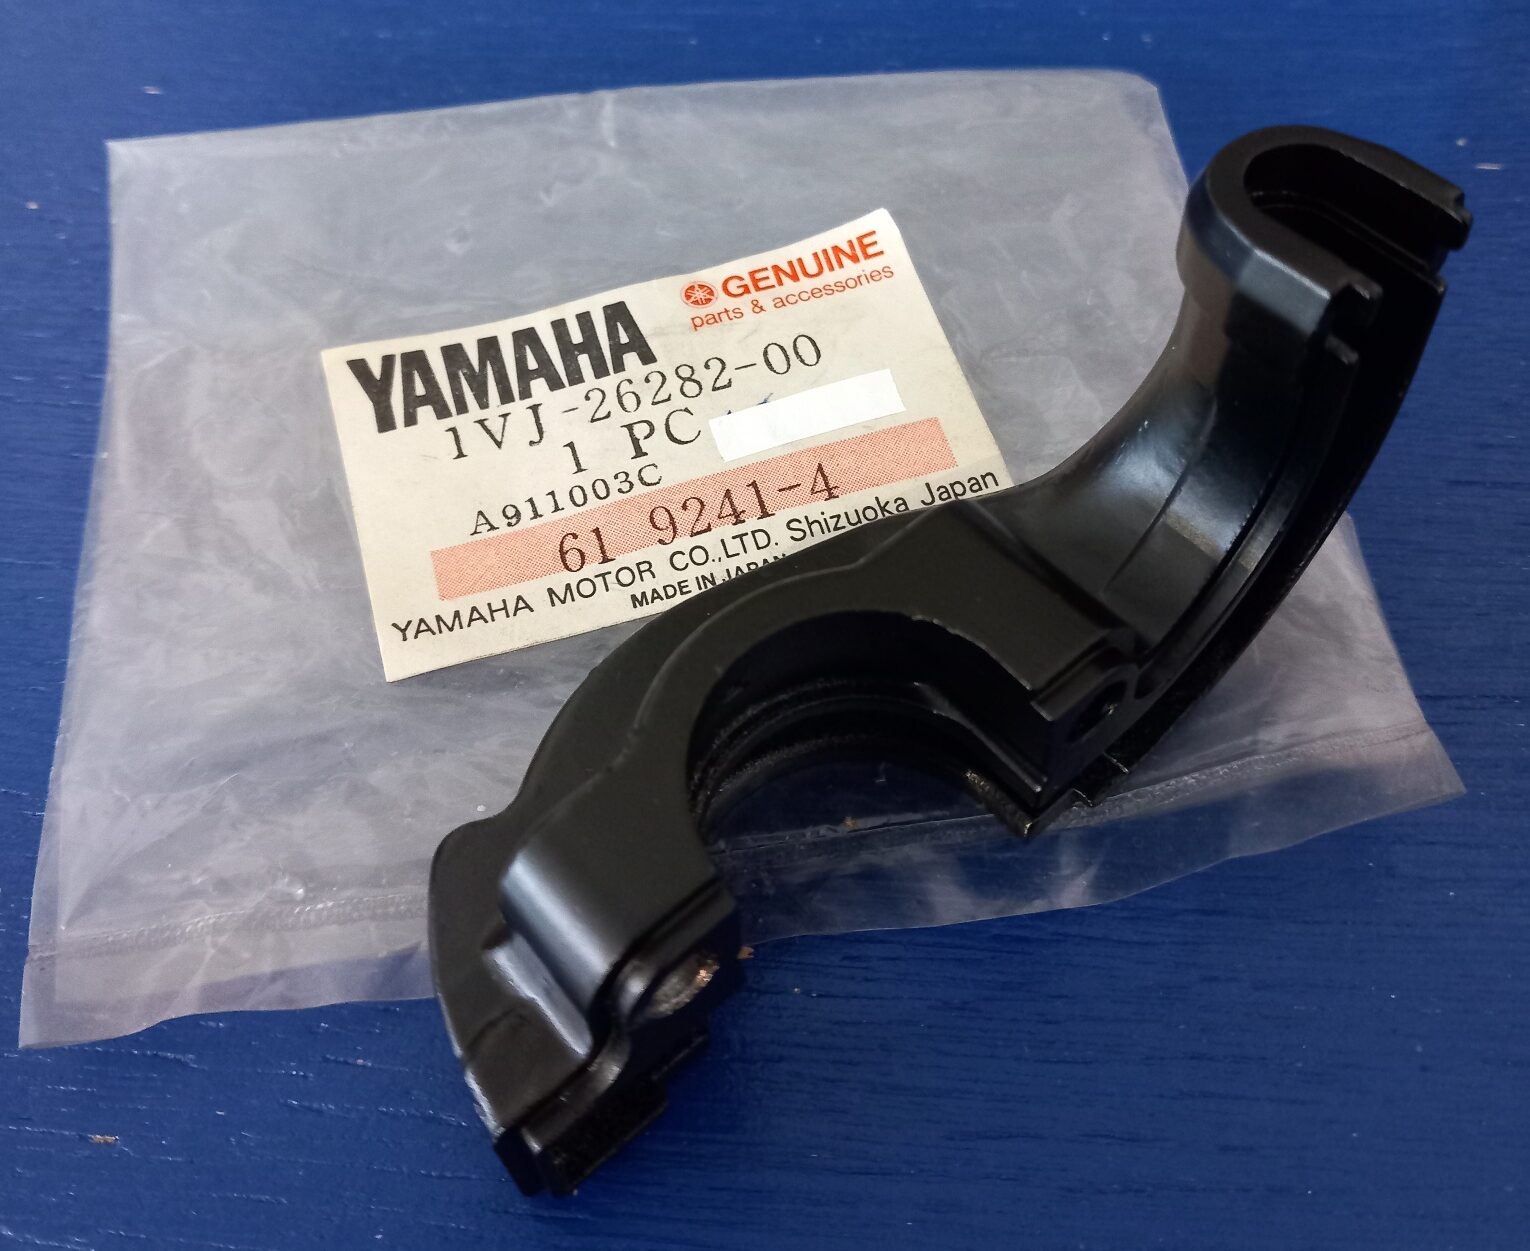 YAMAHA
GENUINE
parts & accessories
1VJ-26282-00
1 PC
A911003C
61 9241-4
YAMAHA MOTOR CO.,LTD. Shizuoka Japan
MADE IN JAPAN